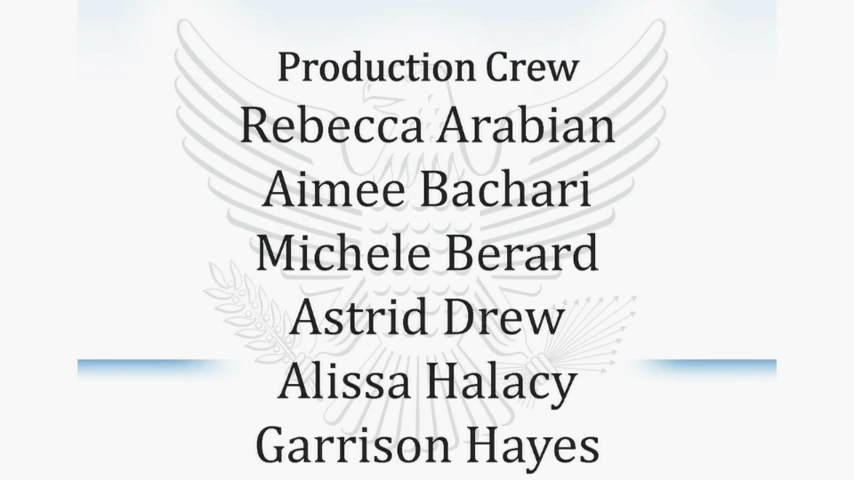 Production Crew
Rebecca Arabian
Aimee Bachari
Michele Berard
Astrid Drew
Alissa Halacy
Garrison Hayes